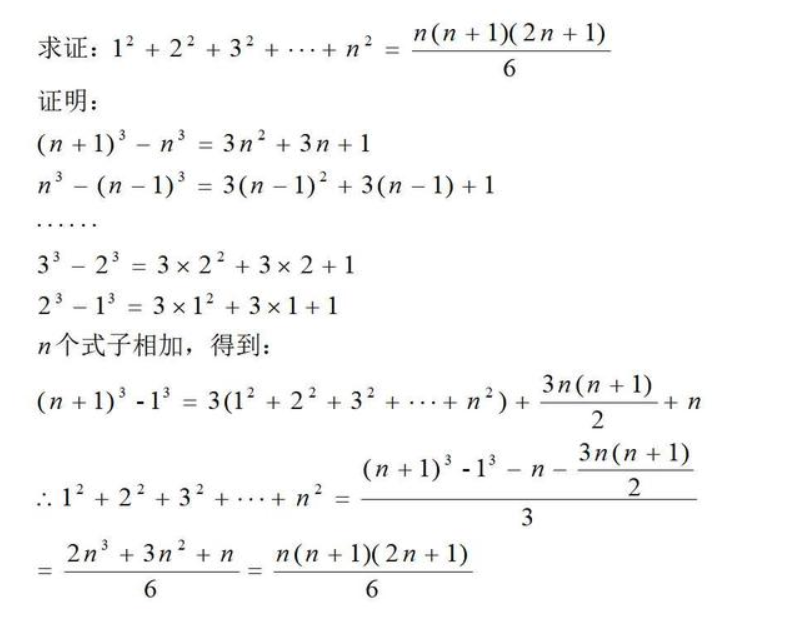 求证：1² + 2² + 3² + ⋯ + n² = n(n + 1)(2n + 1) / 6
证明：
(n + 1)³ − n³ = 3n² + 3n + 1
n³ − (n − 1)³ = 3(n − 1)² + 3(n − 1) + 1
⋯⋯
3³ − 2³ = 3 × 2² + 3 × 2 + 1
2³ − 1³ = 3 × 1² + 3 × 1 + 1
n个式子相加，得到：
(n + 1)³ - 1³ = 3(1² + 2² + 3² + ⋯ + n²) + 3n(n + 1) / 2 + n
∴ 1² + 2² + 3² + ⋯ + n² = ((n + 1)³ - 1³ − n − 3n(n + 1) / 2) / 3
= (2n³ + 3n² + n) / 6 = n(n + 1)(2n + 1) / 6